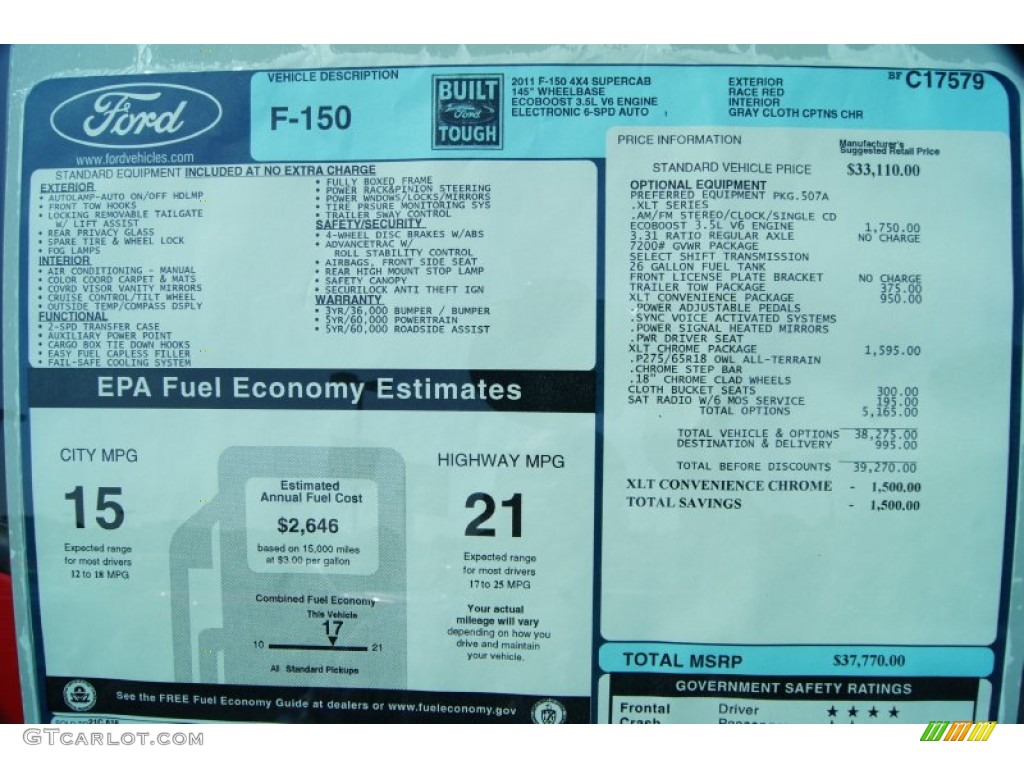 Ford
www.fordvehicles.com
VEHICLE DESCRIPTION
F-150
BUILT
Ford
TOUGH
2011 F-150 4X4 SUPERCAB
145" WHEELBASE
ECOBOOST 3.5L V6 ENGINE
ELECTRONIC 6-SPD AUTO
EXTERIOR
RACE RED
INTERIOR
GRAY CLOTH CPTNS CHR
BF C17579
STANDARD EQUIPMENT INCLUDED AT NO EXTRA CHARGE
EXTERIOR
• AUTOLAMP-AUTO ON/OFF HDLMP
• FRONT TOW HOOKS
• LOCKING REMOVABLE TAILGATE
W/ LIFT ASSIST
• REAR PRIVACY GLASS
• SPARE TIRE & WHEEL LOCK
• FOG LAMPS
INTERIOR
• AIR CONDITIONING - MANUAL
• COLOR COORD CARPET & MATS
• COVRD VISOR VANITY MIRRORS
• CRUISE CONTROL/TILT WHEEL
• OUTSIDE TEMP/COMPASS DSPLY
FUNCTIONAL
• 2-SPD TRANSFER CASE
• AUXILIARY POWER POINT
• CARGO BOX TIE DOWN HOOKS
• EASY FUEL CAPLESS FILLER
• FAIL-SAFE COOLING SYSTEM
• FULLY BOXED FRAME
• POWER RACK&PINION STEERING
• POWER WNDOWS/LOCKS/MIRRORS
• TIRE PRSURE MONITORING SYS
• TRAILER SWAY CONTROL
SAFETY/SECURITY
• 4-WHEEL DISC BRAKES W/ABS
• ADVANCETRAC W/
ROLL STABILITY CONTROL
• AIRBAGS, FRONT SIDE SEAT
• REAR HIGH MOUNT STOP LAMP
• SAFETY CANOPY
• SECURILOCK ANTI THEFT IGN
WARRANTY
• 3YR/36,000 BUMPER / BUMPER
• 5YR/60,000 POWERTRAIN
• 5YR/60,000 ROADSIDE ASSIST
PRICE INFORMATION
Manufacturer's
Suggested Retail Price
STANDARD VEHICLE PRICE $33,110.00
OPTIONAL EQUIPMENT
PREFERRED EQUIPMENT PKG.507A
.XLT SERIES
.AM/FM STEREO/CLOCK/SINGLE CD
ECOBOOST 3.5L V6 ENGINE 1,750.00
3.31 RATIO REGULAR AXLE NO CHARGE
7200# GVWR PACKAGE
SELECT SHIFT TRANSMISSION
26 GALLON FUEL TANK
FRONT LICENSE PLATE BRACKET NO CHARGE
TRAILER TOW PACKAGE 375.00
XLT CONVENIENCE PACKAGE 950.00
.POWER ADJUSTABLE PEDALS
.SYNC VOICE ACTIVATED SYSTEMS
.POWER SIGNAL HEATED MIRRORS
.PWR DRIVER SEAT
XLT CHROME PACKAGE 1,595.00
.P275/65R18 OWL ALL-TERRAIN
.CHROME STEP BAR
.18" CHROME CLAD WHEELS
CLOTH BUCKET SEATS 300.00
SAT RADIO W/6 MOS SERVICE 195.00
TOTAL OPTIONS 5,165.00
TOTAL VEHICLE & OPTIONS 38,275.00
DESTINATION & DELIVERY 995.00
TOTAL BEFORE DISCOUNTS 39,270.00
XLT CONVENIENCE CHROME - 1,500.00
TOTAL SAVINGS - 1,500.00
TOTAL MSRP $37,770.00
GOVERNMENT SAFETY RATINGS
Frontal Driver ★ ★ ★ ★
Crash
EPA Fuel Economy Estimates
CITY MPG
15
Expected range
for most drivers
12 to 18 MPG
Estimated
Annual Fuel Cost
$2,646
based on 15,000 miles
at $3.00 per gallon
Combined Fuel Economy
This Vehicle
17
10 21
All Standard Pickups
HIGHWAY MPG
21
Expected range
for most drivers
17 to 25 MPG
Your actual
mileage will vary
depending on how you
drive and maintain
your vehicle.
See the FREE Fuel Economy Guide at dealers or www.fueleconomy.gov
GTcarlot.com